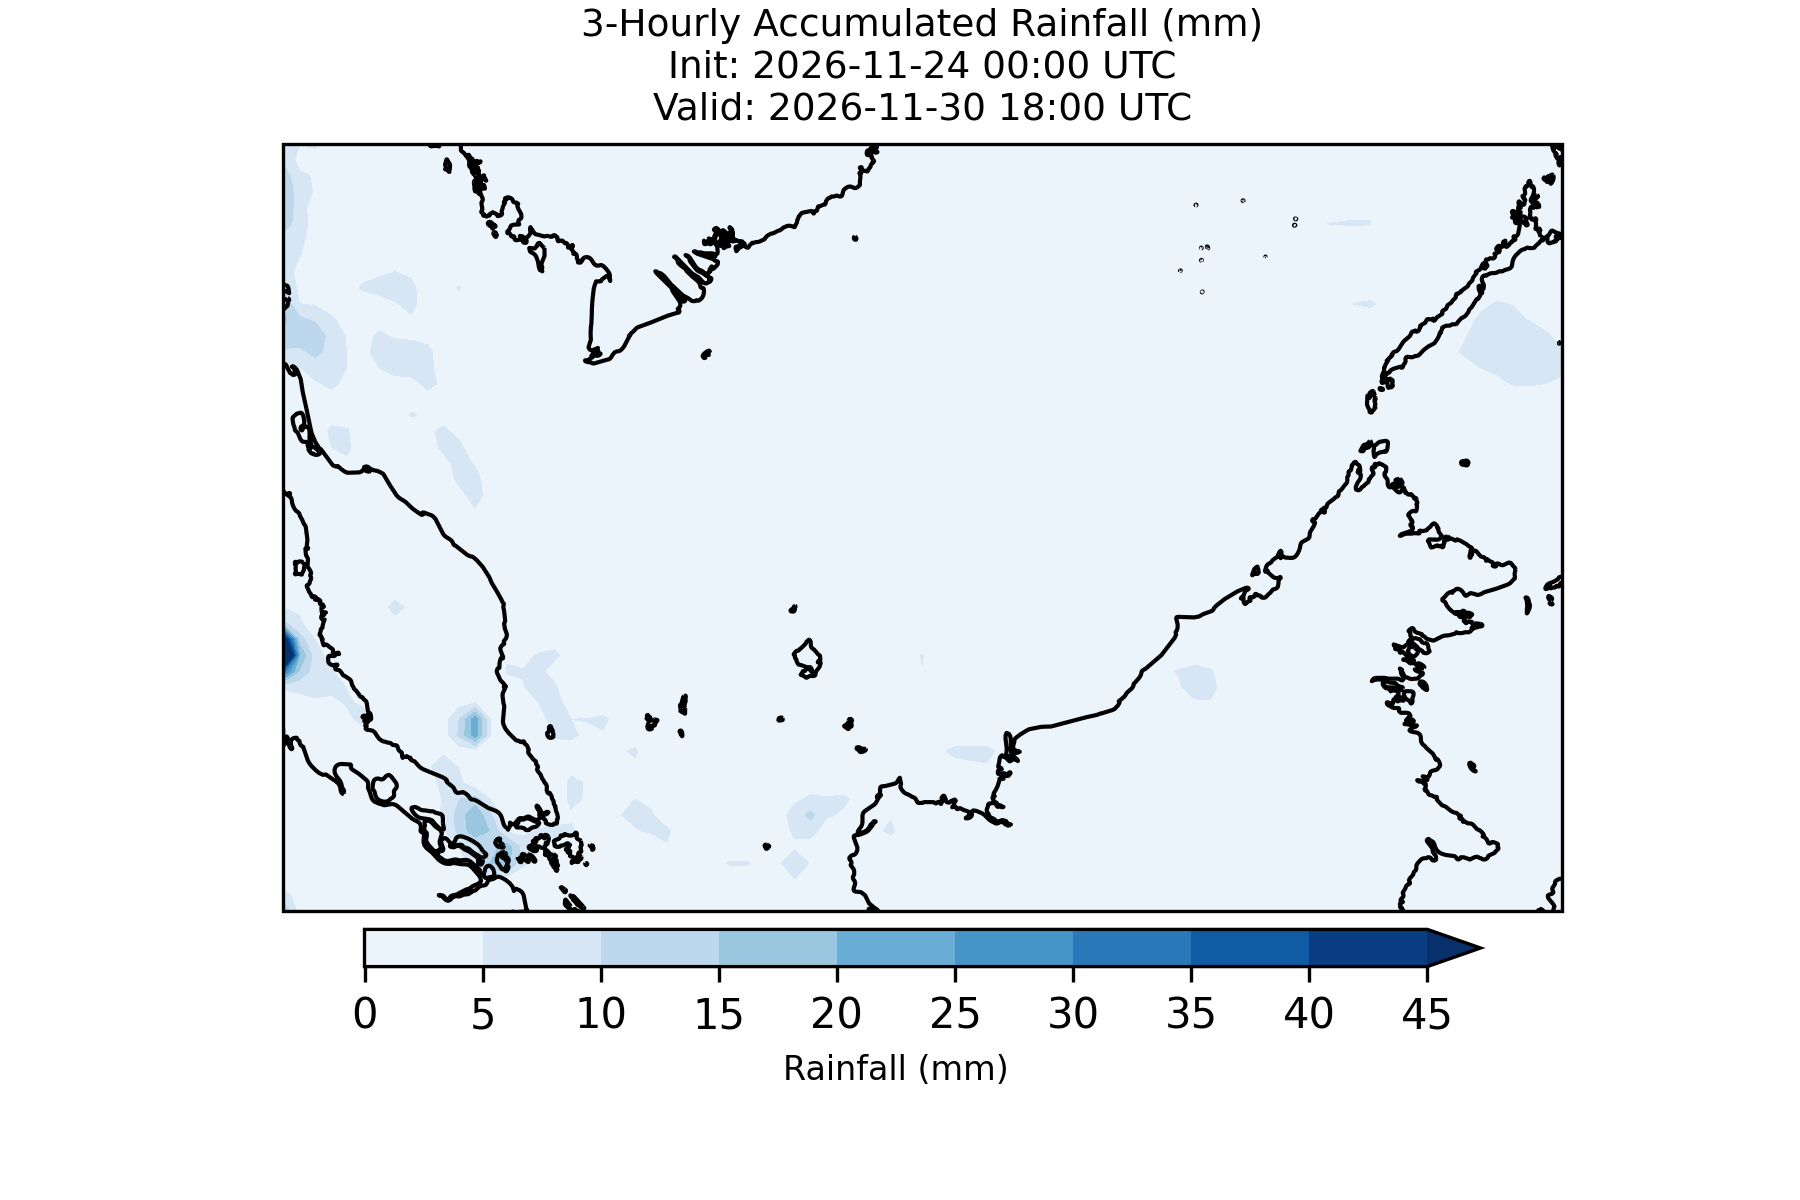 3-Hourly Accumulated Rainfall (mm)
Init: 2026-11-24 00:00 UTC
Valid: 2026-11-30 18:00 UTC
0 5 10 15 20 25 30 35 40 45
Rainfall (mm)